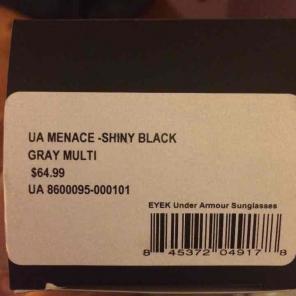 UA MENACE -SHINY BLACK
GRAY MULTI
$64.99
UA 8600095-000101
EYEK Under Armour Sunglasses
8 45372 04917 8